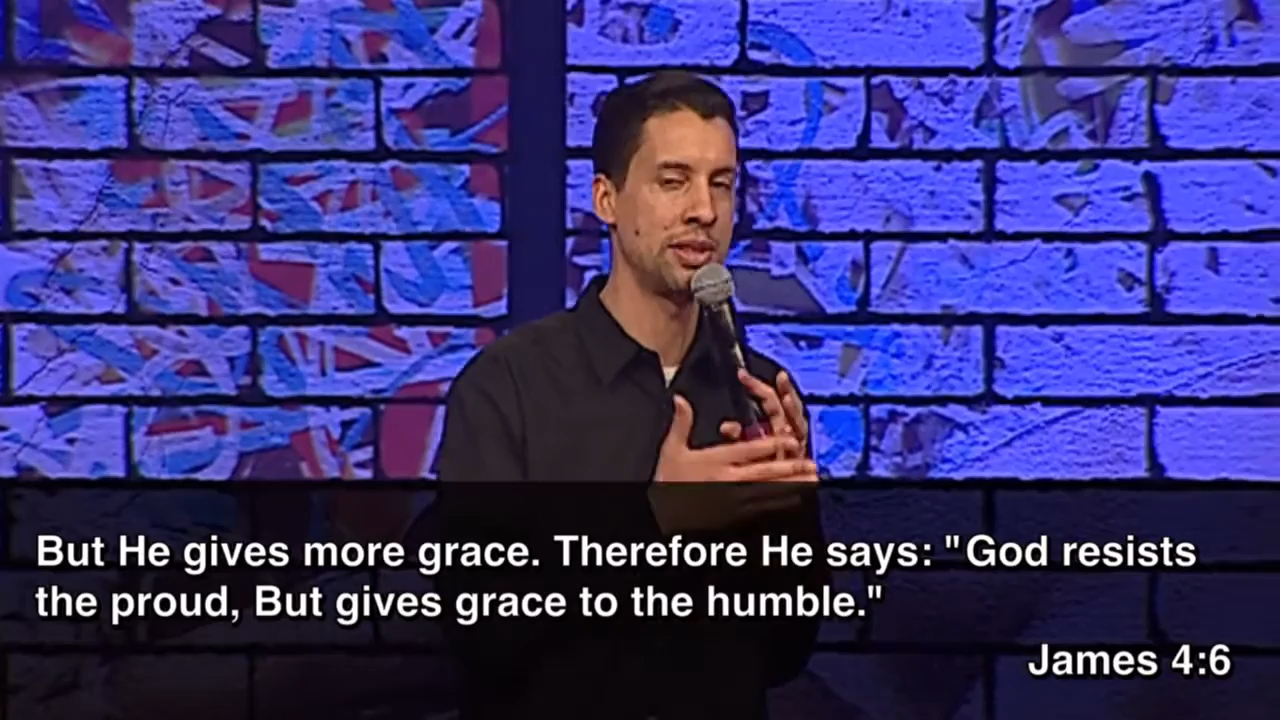 But He gives more grace. Therefore He says: "God resists
the proud, But gives grace to the humble."
James 4:6